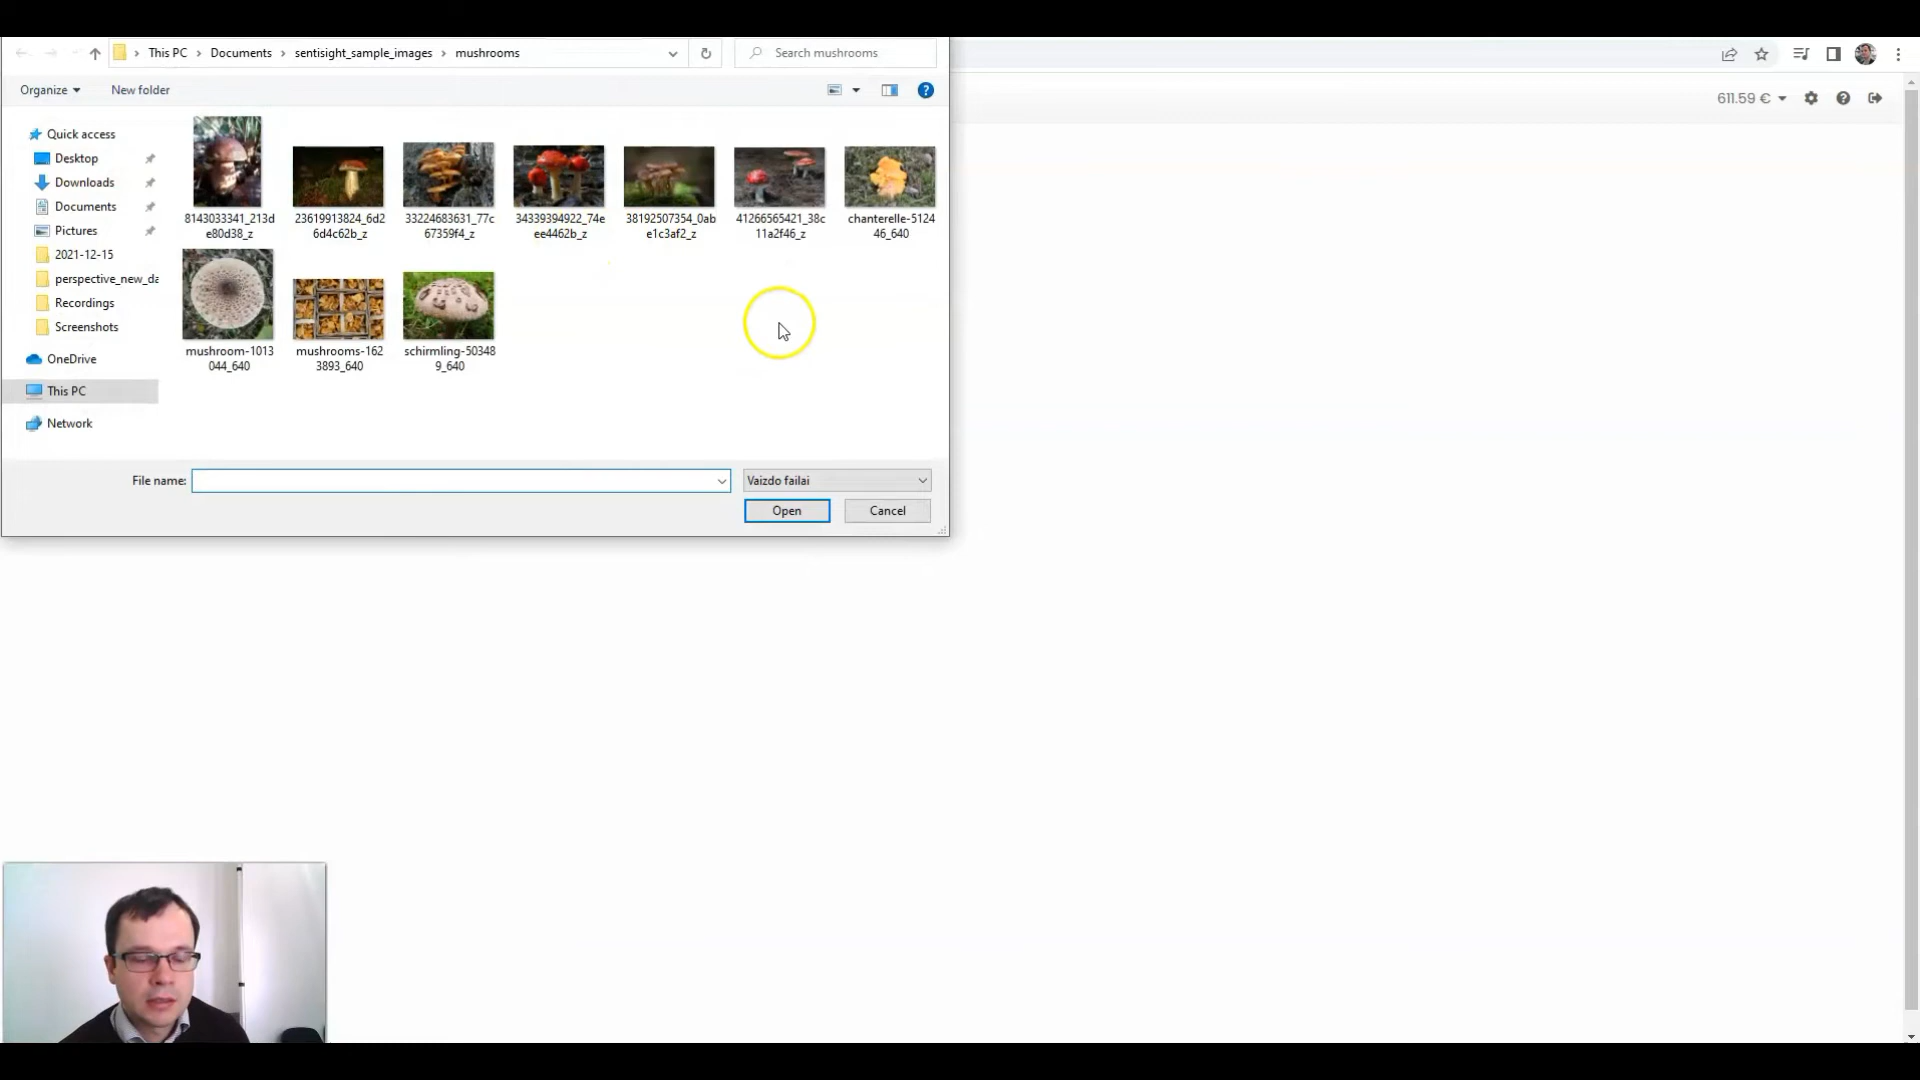 This PC > Documents > sentisight_sample_images > mushrooms
Search mushrooms
611.59 €
Organize
New folder
Quick access
Desktop
Downloads
Documents
Pictures
2021-12-15
perspective_new_da
Recordings
Screenshots
OneDrive
This PC
Network
8143033341_213d
e80d38_z
23619913824_6d2
6d4c62b_z
33224683631_77c
67359f4_z
34339394922_74e
ee4462b_z
38192507354_0ab
e1c3af2_z
41266565421_38c
11a2f46_z
chanterelle-5124
46_640
mushroom-1013
044_640
mushrooms-162
3893_640
schirmling-50348
9_640
File name:
Vaizdo failai
Open
Cancel